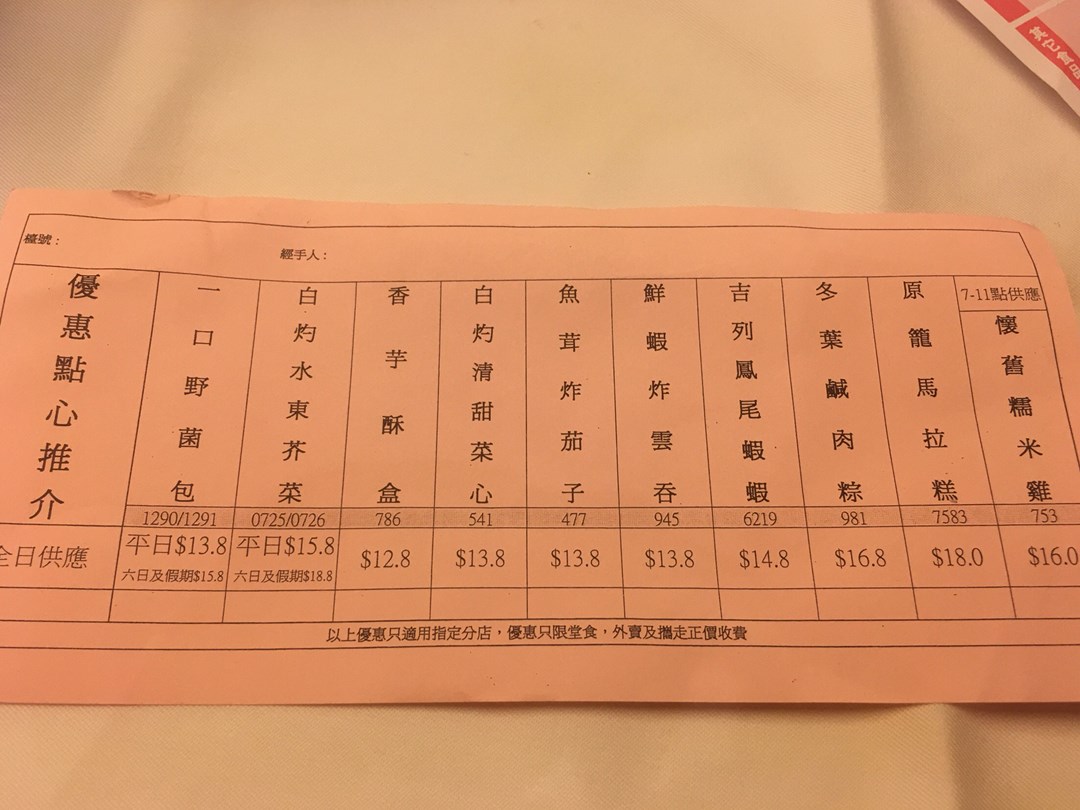 其它食品
檯號：
經手人：
優惠點心推介
一口野菌包
白灼水東芥菜
香芋酥盒
白灼清甜菜心
魚茸炸茄子
鮮蝦炸雲吞
吉列鳳尾蝦蝦
冬葉鹹肉粽
原籠馬拉糕
7-11點供應
懷舊糯米雞
1290/1291 0725/0726 786 541 477 945 6219 981 7583 753
全日供應 平日$13.8 平日$15.8 $12.8 $13.8 $13.8 $13.8 $14.8 $16.8 $18.0 $16.0
六日及假期$15.8 六日及假期$18.8
以上優惠只適用指定分店，優惠只限堂食，外賣及攜走正價收費